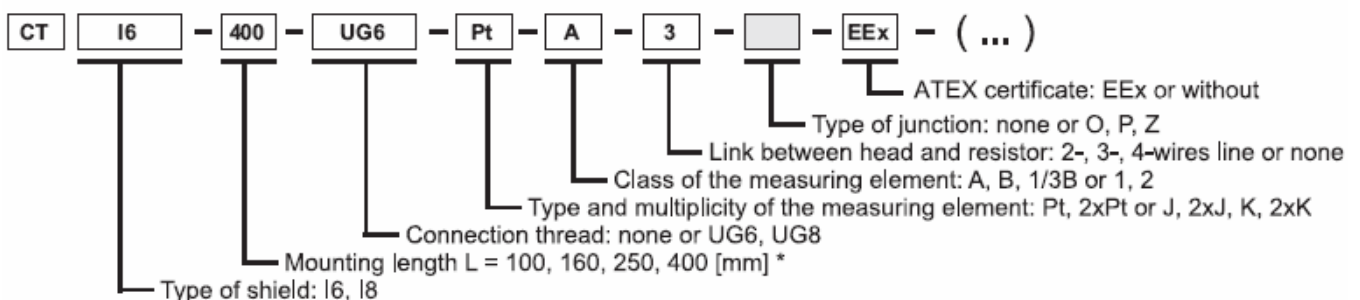 CT I6 - 400 - UG6 - Pt - A - 3 - - EEx - (...)
ATEX certificate: EEx or without
Type of junction: none or O, P, Z
Link between head and resistor: 2-, 3-, 4-wires line or none
Class of the measuring element: A, B, 1/3B or 1, 2
Type and multiplicity of the measuring element: Pt, 2xPt or J, 2xJ, K, 2xK
Connection thread: none or UG6, UG8
Mounting length L = 100, 160, 250, 400 [mm] *
Type of shield: I6, I8